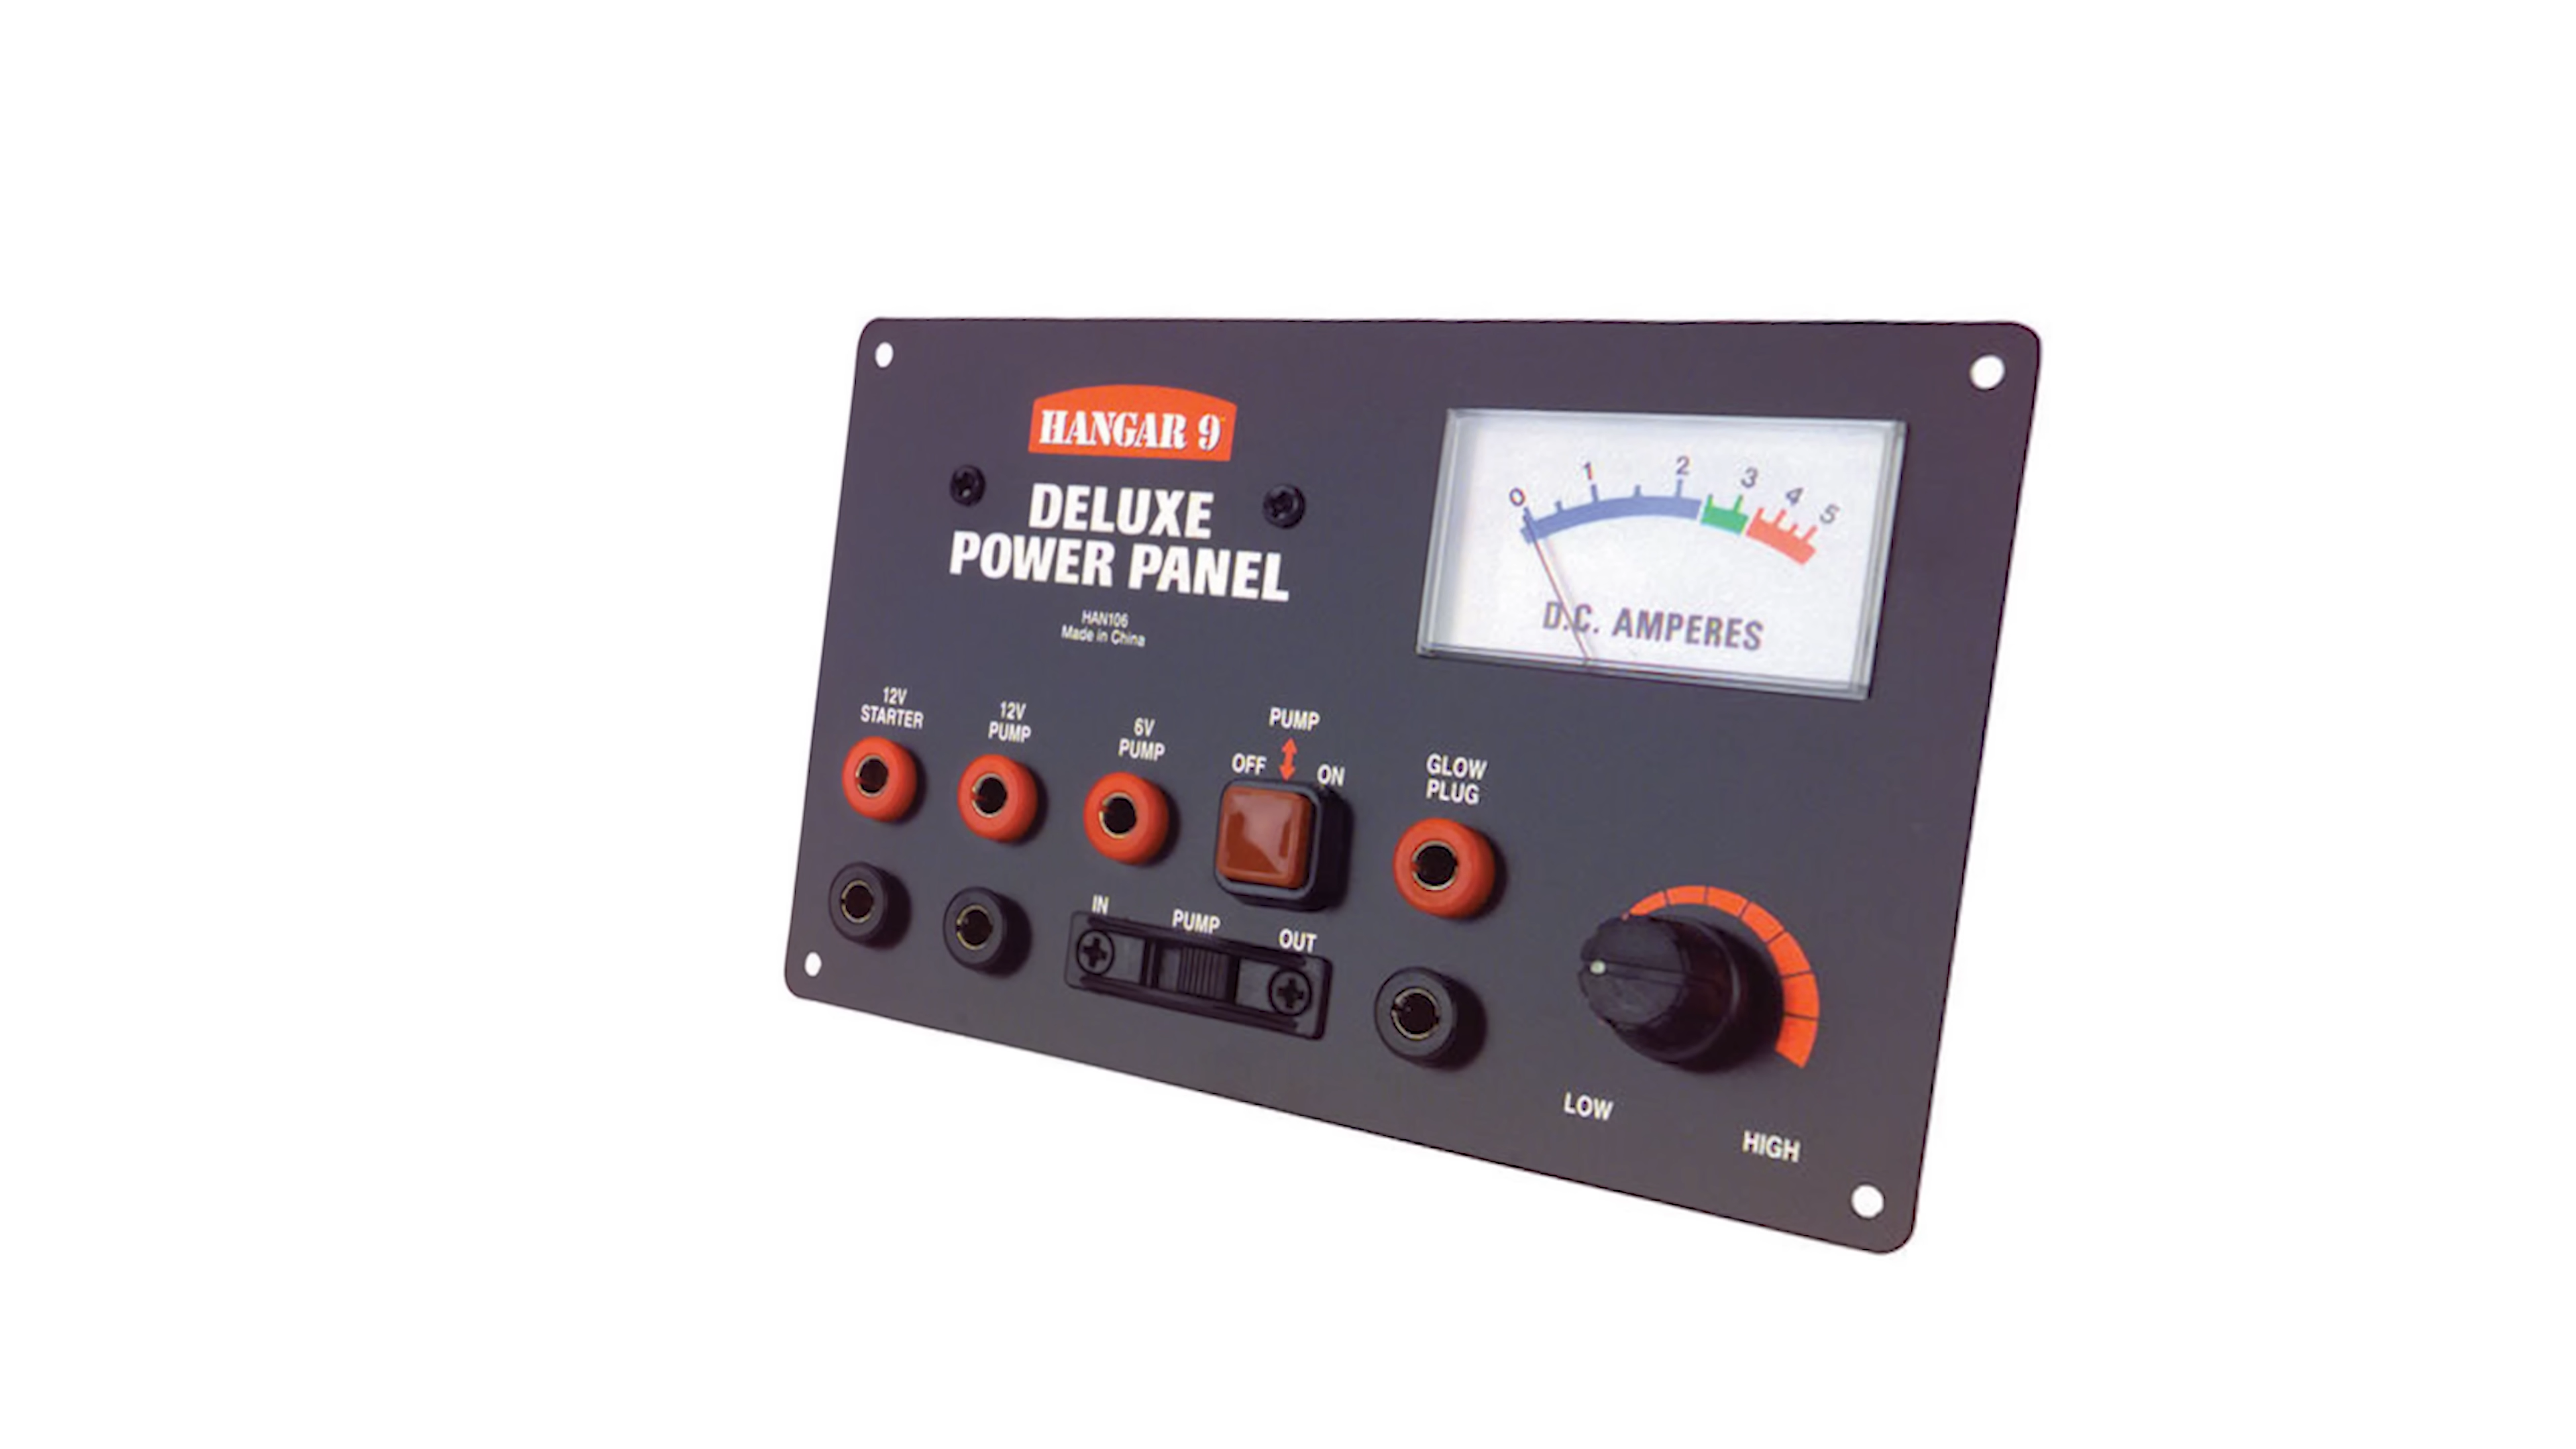 HANGAR 9
DELUXE
POWER PANEL
HAN106
Made in China
0 1 2 3 4 5
D.C. AMPERES
12V
STARTER
12V
PUMP
6V
PUMP
PUMP
OFF ON
GLOW
PLUG
IN PUMP OUT
LOW
HIGH